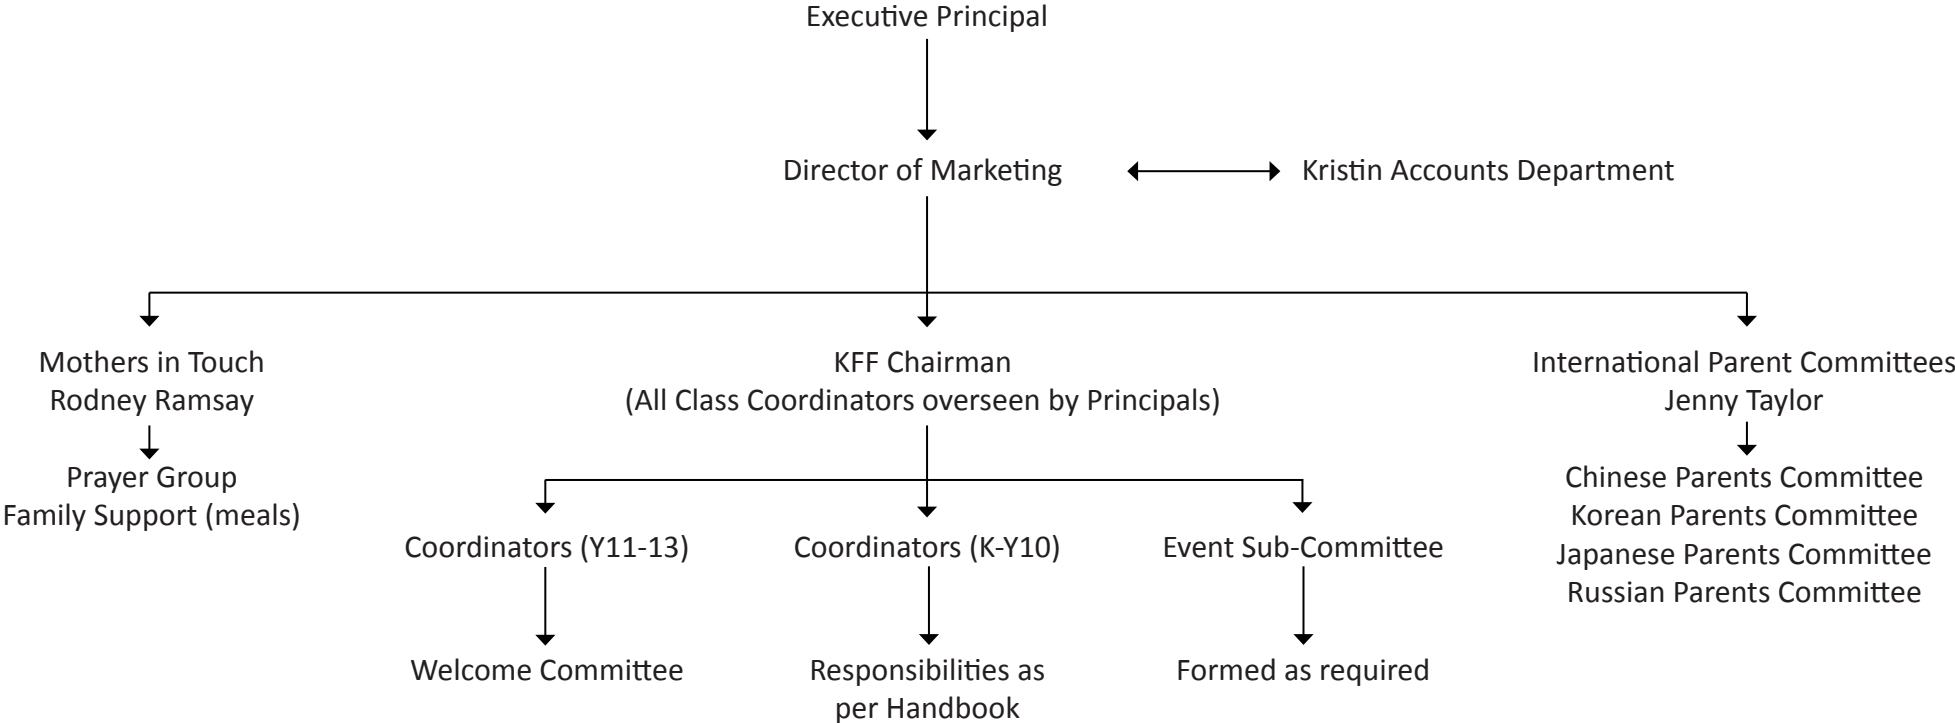 Executive Principal
Director of Marketing
Kristin Accounts Department
Mothers in Touch
Rodney Ramsay
KFF Chairman
(All Class Coordinators overseen by Principals)
International Parent Committees
Jenny Taylor
Prayer Group
Family Support (meals)
Chinese Parents Committee
Korean Parents Committee
Japanese Parents Committee
Russian Parents Committee
Coordinators (Y11-13)
Coordinators (K-Y10)
Event Sub-Committee
Welcome Committee
Responsibilities as
per Handbook
Formed as required